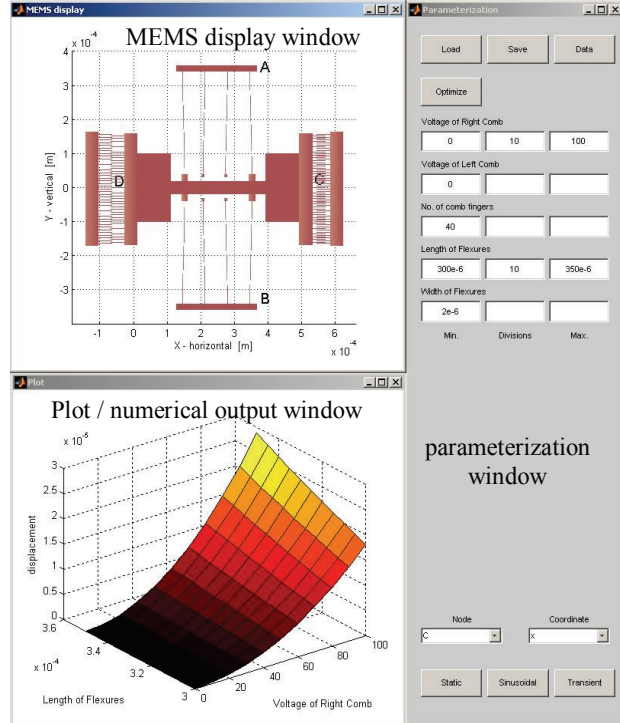 MEMS display
MEMS display window
x 10^-4
4
3
2
1
0
-1
-2
-3
Y - vertical [m]
A
D
C
B
-1 0 1 2 3 4 5 6
X - horizontal [m]
x 10^-4
Plot
Plot / numerical output window
x 10^-5
3
2.5
2
1.5
1
0.5
0
displacement
3.6
3.4
3.2
3
x 10^-4
Length of Flexures
0
20
40
60
80
100
Voltage of Right Comb
Parameterization
Load Save Data
Optimize
Voltage of Right Comb
0 10 100
Voltage of Left Comb
0
No. of comb fingers
40
Length of Flexures
300e-6 10 350e-6
Width of Flexures
2e-6
Min. Divisions Max.
parameterization
window
Node Coordinate
C x
Static Sinusoidal Transient